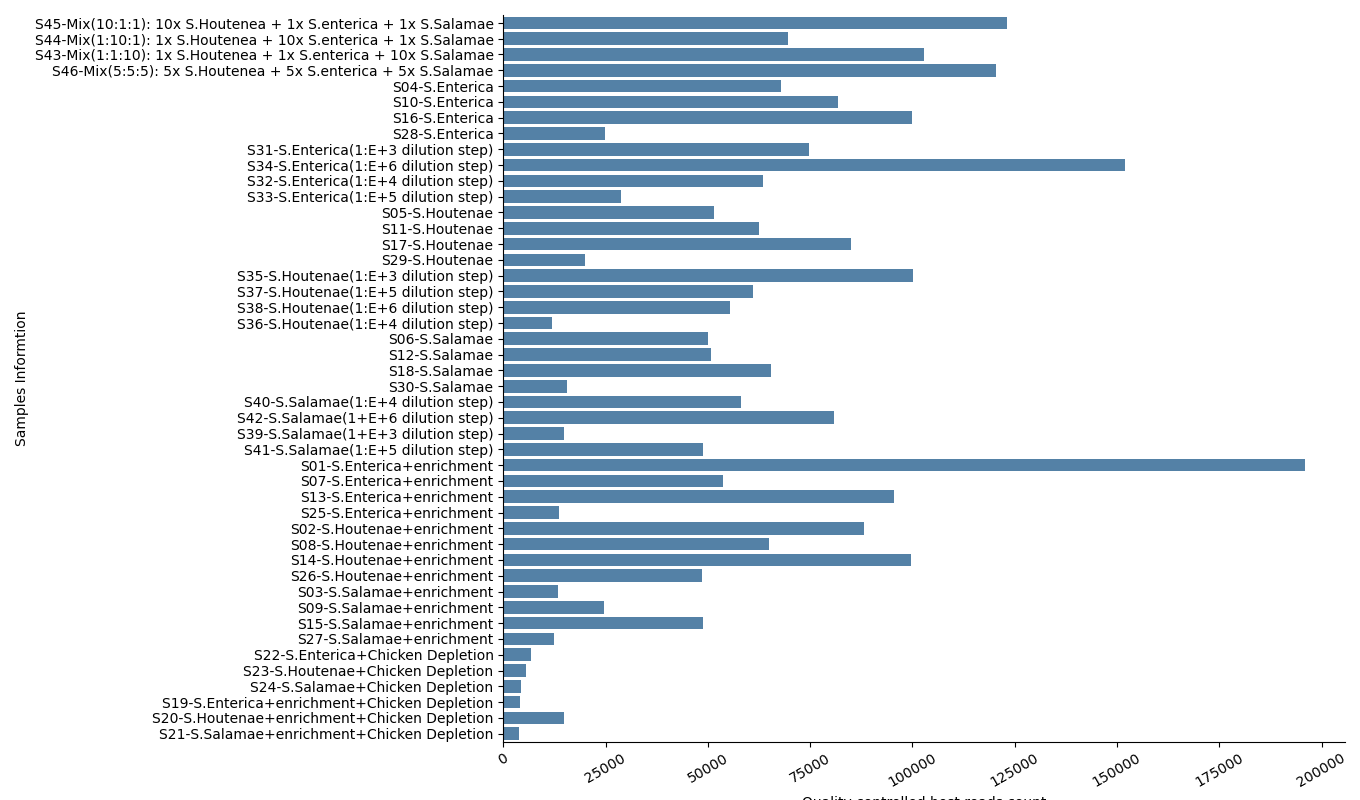 S45-Mix(10:1:1): 10x S.Houtenea + 1x S.enterica + 1x S.Salamae
S44-Mix(1:10:1): 1x S.Houtenea + 10x S.enterica + 1x S.Salamae
S43-Mix(1:1:10): 1x S.Houtenea + 1x S.enterica + 10x S.Salamae
S46-Mix(5:5:5): 5x S.Houtenea + 5x S.enterica + 5x S.Salamae
S04-S.Enterica
S10-S.Enterica
S16-S.Enterica
S28-S.Enterica
S31-S.Enterica(1:E+3 dilution step)
S34-S.Enterica(1:E+6 dilution step)
S32-S.Enterica(1:E+4 dilution step)
S33-S.Enterica(1:E+5 dilution step)
S05-S.Houtenae
S11-S.Houtenae
S17-S.Houtenae
S29-S.Houtenae
S35-S.Houtenae(1:E+3 dilution step)
S37-S.Houtenae(1:E+5 dilution step)
S38-S.Houtenae(1:E+6 dilution step)
S36-S.Houtenae(1:E+4 dilution step)
S06-S.Salamae
S12-S.Salamae
S18-S.Salamae
S30-S.Salamae
S40-S.Salamae(1:E+4 dilution step)
S42-S.Salamae(1+E+6 dilution step)
S39-S.Salamae(1+E+3 dilution step)
S41-S.Salamae(1:E+5 dilution step)
S01-S.Enterica+enrichment
S07-S.Enterica+enrichment
S13-S.Enterica+enrichment
S25-S.Enterica+enrichment
S02-S.Houtenae+enrichment
S08-S.Houtenae+enrichment
S14-S.Houtenae+enrichment
S26-S.Houtenae+enrichment
S03-S.Salamae+enrichment
S09-S.Salamae+enrichment
S15-S.Salamae+enrichment
S27-S.Salamae+enrichment
S22-S.Enterica+Chicken Depletion
S23-S.Houtenae+Chicken Depletion
S24-S.Salamae+Chicken Depletion
S19-S.Enterica+enrichment+Chicken Depletion
S20-S.Houtenae+enrichment+Chicken Depletion
S21-S.Salamae+enrichment+Chicken Depletion
Samples Informtion
0 25000 50000 75000 100000 125000 150000 175000 200000